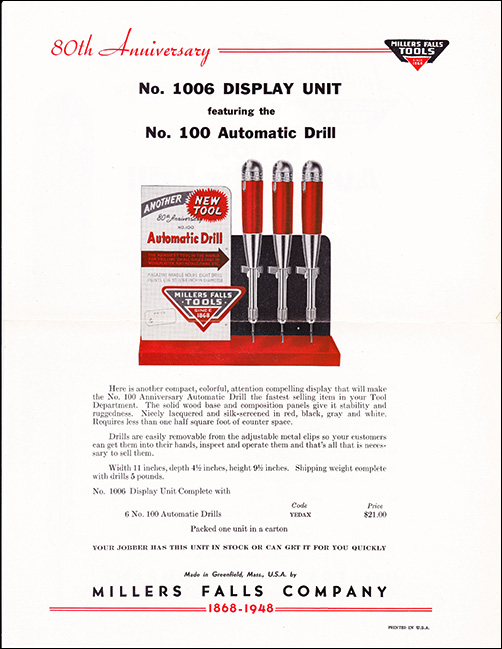 80th Anniversary
MILLERS FALLS
TOOLS
SINCE
1868
No. 1006 DISPLAY UNIT
featuring the
No. 100 Automatic Drill
ANOTHER
NEW
TOOL
80th Anniversary
NO. 100
Automatic Drill
MAGAZINE HANDLE HOLDS EIGHT DRILL
MILLERS FALLS
TOOLS
SINCE
1868
Here is another compact, colorful, attention compelling display that will make
the No. 100 Anniversary Automatic Drill the fastest selling item in your Tool
Department. The solid wood base and composition panels give it stability and
ruggedness. Nicely lacquered and silk-screened in red, black, gray and white.
Requires less than one half square foot of counter space.
Drills are easily removable from the adjustable metal clips so your customers
can get them into their hands, inspect and operate them and that's all that is neces-
sary to sell them.
Width 11 inches, depth 4½ inches, height 9½ inches. Shipping weight complete
with drills 5 pounds.
No. 1006 Display Unit Complete with
Code Price
6 No. 100 Automatic Drills YEDAX $21.00
Packed one unit in a carton
YOUR JOBBER HAS THIS UNIT IN STOCK OR CAN GET IT FOR YOU QUICKLY
Made in Greenfield, Mass., U.S.A. by
MILLERS FALLS COMPANY
1868-1948
PRINTED IN U.S.A.